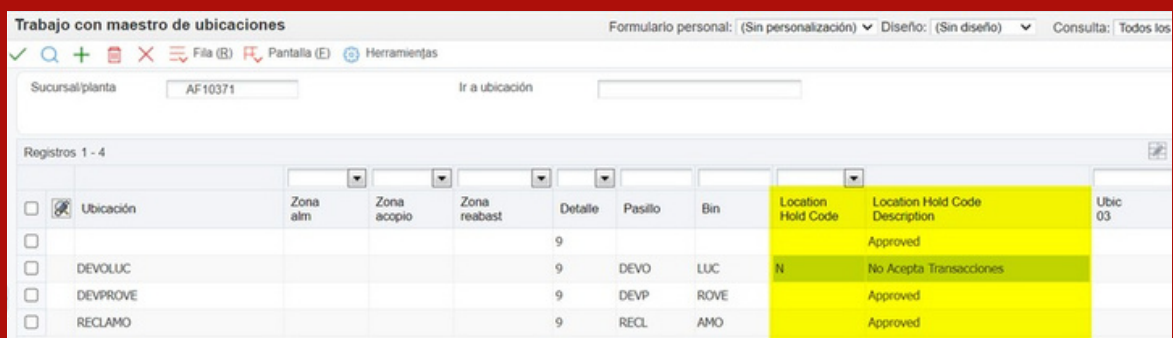 Trabajo con maestro de ubicaciones
Formulario personal: (Sin personalización) Diseño: (Sin diseño) Consulta: Todos los
Fila (R) Pantalla (E) Herramientas
Sucursal/planta AF10371 Ir a ubicación
Registros 1 - 4
Ubicación Zona alm Zona acopio Zona reabast Detalle Pasillo Bin Location Hold Code Location Hold Code Description Ubic 03
9 Approved
DEVOLUC 9 DEVO LUC N No Acepta Transacciones
DEVPROVE 9 DEVP ROVE Approved
RECLAMO 9 RECL AMO Approved